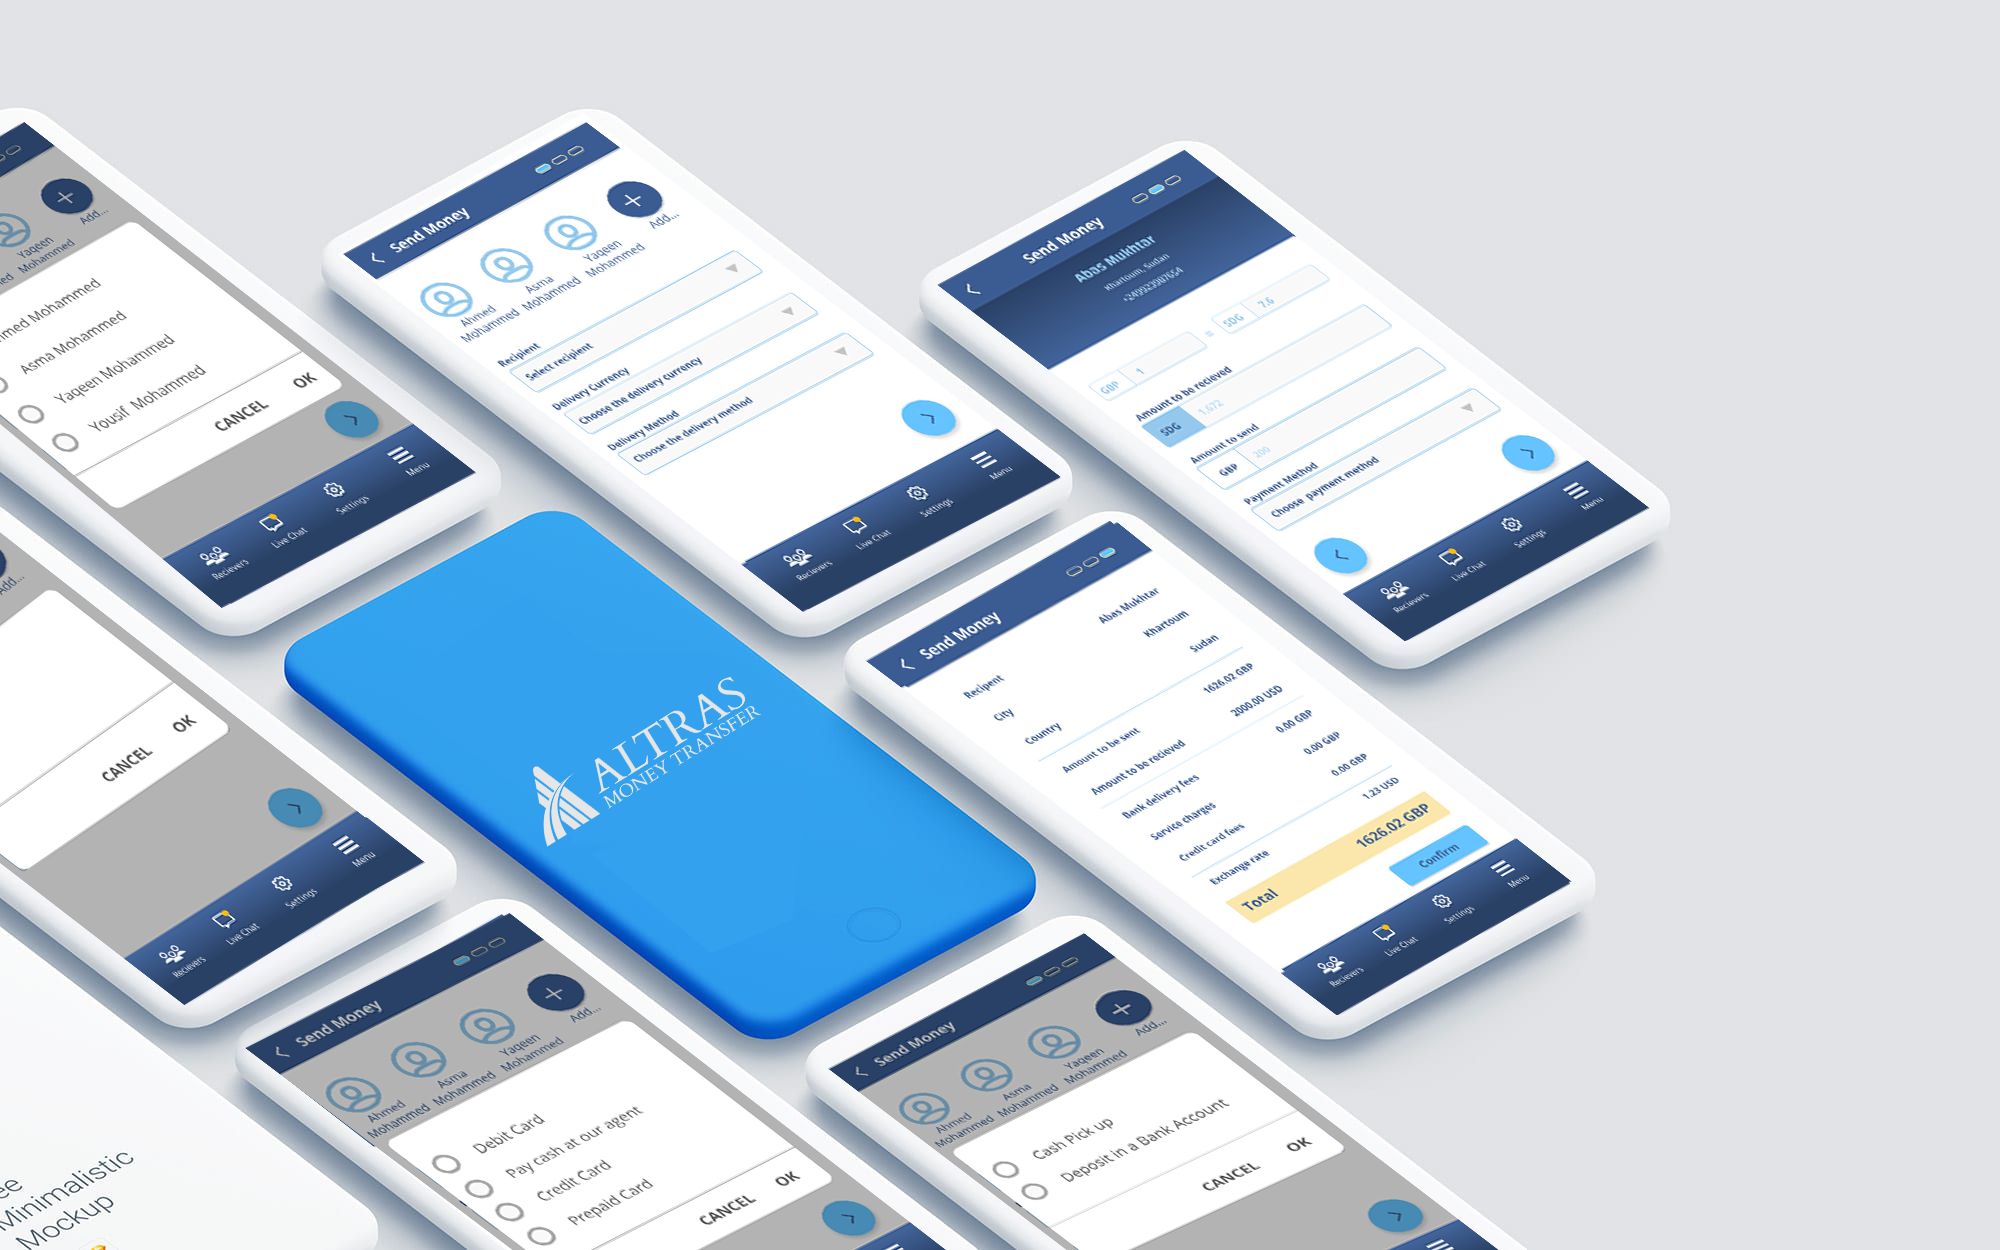 Add...
Yaqeen
Mohammed
Asma Mohammed
Yaqeen Mohammed
Yousif Mohammed
CANCEL
OK
Recievers
Live Chat
Settings
Menu
Send Money
Ahmed
Mohammed
Asma
Mohammed
Yaqeen
Mohammed
Add...
Recipient
Select recipient
Delivery Currency
Choose the delivery currency
Delivery Method
Choose the delivery method
Recievers
Live Chat
Settings
Menu
Send Money
Abas Mukhtar
Khartoum, Sudan
GBP 1 = SDG 7.6
Amount to be recieved
SDG 1,672
Amount to send
GBP 200
Payment Method
Choose payment method
Recievers
Live Chat
Settings
Menu
Add...
CANCEL
OK
Recievers
Live Chat
Settings
Menu
ALTRAS
MONEY TRANSFER
Send Money
Recipent Abas Mukhtar
City Khartoum
Country Sudan
Amount to be sent 1626.02 GBP
Amount to be recieved 2000.00 USD
Bank delivery fees 0.00 GBP
Service charges 0.00 GBP
Credit card fees 0.00 GBP
Exchange rate 1.23 USD
Total 1626.02 GBP
Confirm
Recievers
Live Chat
Settings
Menu
Minimalistic
Mockup
Send Money
Ahmed
Mohammed
Asma
Mohammed
Yaqeen
Mohammed
Add...
Debit Card
Pay cash at our agent
Credit Card
Prepaid Card
CANCEL
OK
Send Money
Ahmed
Mohammed
Asma
Mohammed
Yaqeen
Mohammed
Add...
Cash Pick up
Deposit in a Bank Account
CANCEL
OK